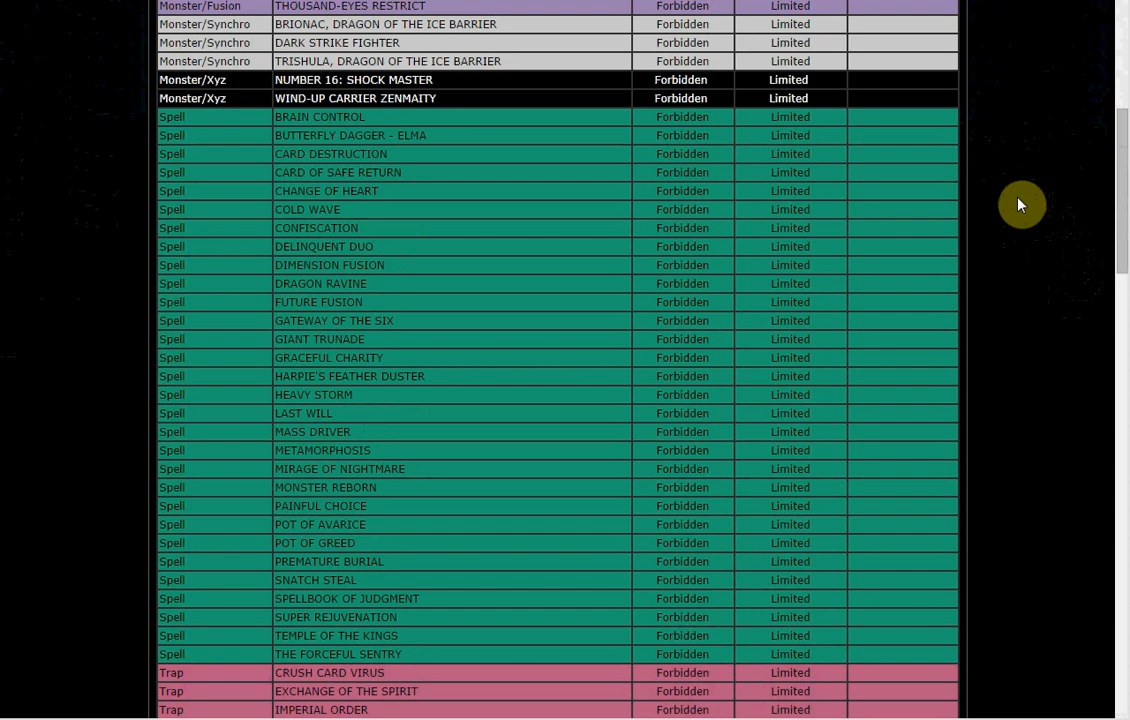 Monster/Fusion THOUSAND-EYES RESTRICT Forbidden Limited
Monster/Synchro BRIONAC, DRAGON OF THE ICE BARRIER Forbidden Limited
Monster/Synchro DARK STRIKE FIGHTER Forbidden Limited
Monster/Synchro TRISHULA, DRAGON OF THE ICE BARRIER Forbidden Limited
Monster/Xyz NUMBER 16: SHOCK MASTER Forbidden Limited
Monster/Xyz WIND-UP CARRIER ZENMAITY Forbidden Limited
Spell BRAIN CONTROL Forbidden Limited
Spell BUTTERFLY DAGGER - ELMA Forbidden Limited
Spell CARD DESTRUCTION Forbidden Limited
Spell CARD OF SAFE RETURN Forbidden Limited
Spell CHANGE OF HEART Forbidden Limited
Spell COLD WAVE Forbidden Limited
Spell CONFISCATION Forbidden Limited
Spell DELINQUENT DUO Forbidden Limited
Spell DIMENSION FUSION Forbidden Limited
Spell DRAGON RAVINE Forbidden Limited
Spell FUTURE FUSION Forbidden Limited
Spell GATEWAY OF THE SIX Forbidden Limited
Spell GIANT TRUNADE Forbidden Limited
Spell GRACEFUL CHARITY Forbidden Limited
Spell HARPIE'S FEATHER DUSTER Forbidden Limited
Spell HEAVY STORM Forbidden Limited
Spell LAST WILL Forbidden Limited
Spell MASS DRIVER Forbidden Limited
Spell METAMORPHOSIS Forbidden Limited
Spell MIRAGE OF NIGHTMARE Forbidden Limited
Spell MONSTER REBORN Forbidden Limited
Spell PAINFUL CHOICE Forbidden Limited
Spell POT OF AVARICE Forbidden Limited
Spell POT OF GREED Forbidden Limited
Spell PREMATURE BURIAL Forbidden Limited
Spell SNATCH STEAL Forbidden Limited
Spell SPELLBOOK OF JUDGMENT Forbidden Limited
Spell SUPER REJUVENATION Forbidden Limited
Spell TEMPLE OF THE KINGS Forbidden Limited
Spell THE FORCEFUL SENTRY Forbidden Limited
Trap CRUSH CARD VIRUS Forbidden Limited
Trap EXCHANGE OF THE SPIRIT Forbidden Limited
Trap IMPERIAL ORDER Forbidden Limited